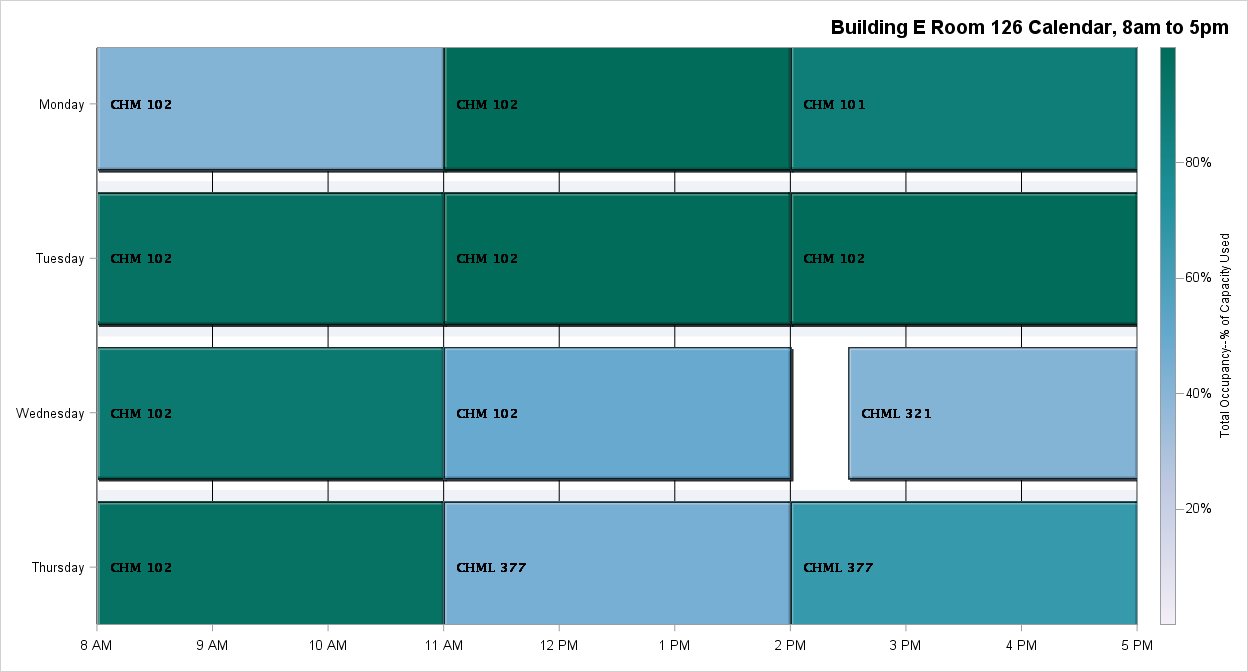 Building E Room 126 Calendar, 8am to 5pm
Monday
CHM 102
CHM 102
CHM 101
Tuesday
CHM 102
CHM 102
CHM 102
Wednesday
CHM 102
CHM 102
CHML 321
Thursday
CHM 102
CHML 377
CHML 377
8 AM
9 AM
10 AM
11 AM
12 PM
1 PM
2 PM
3 PM
4 PM
5 PM
80%
60%
40%
20%
Total Occupancy--% of Capacity Used